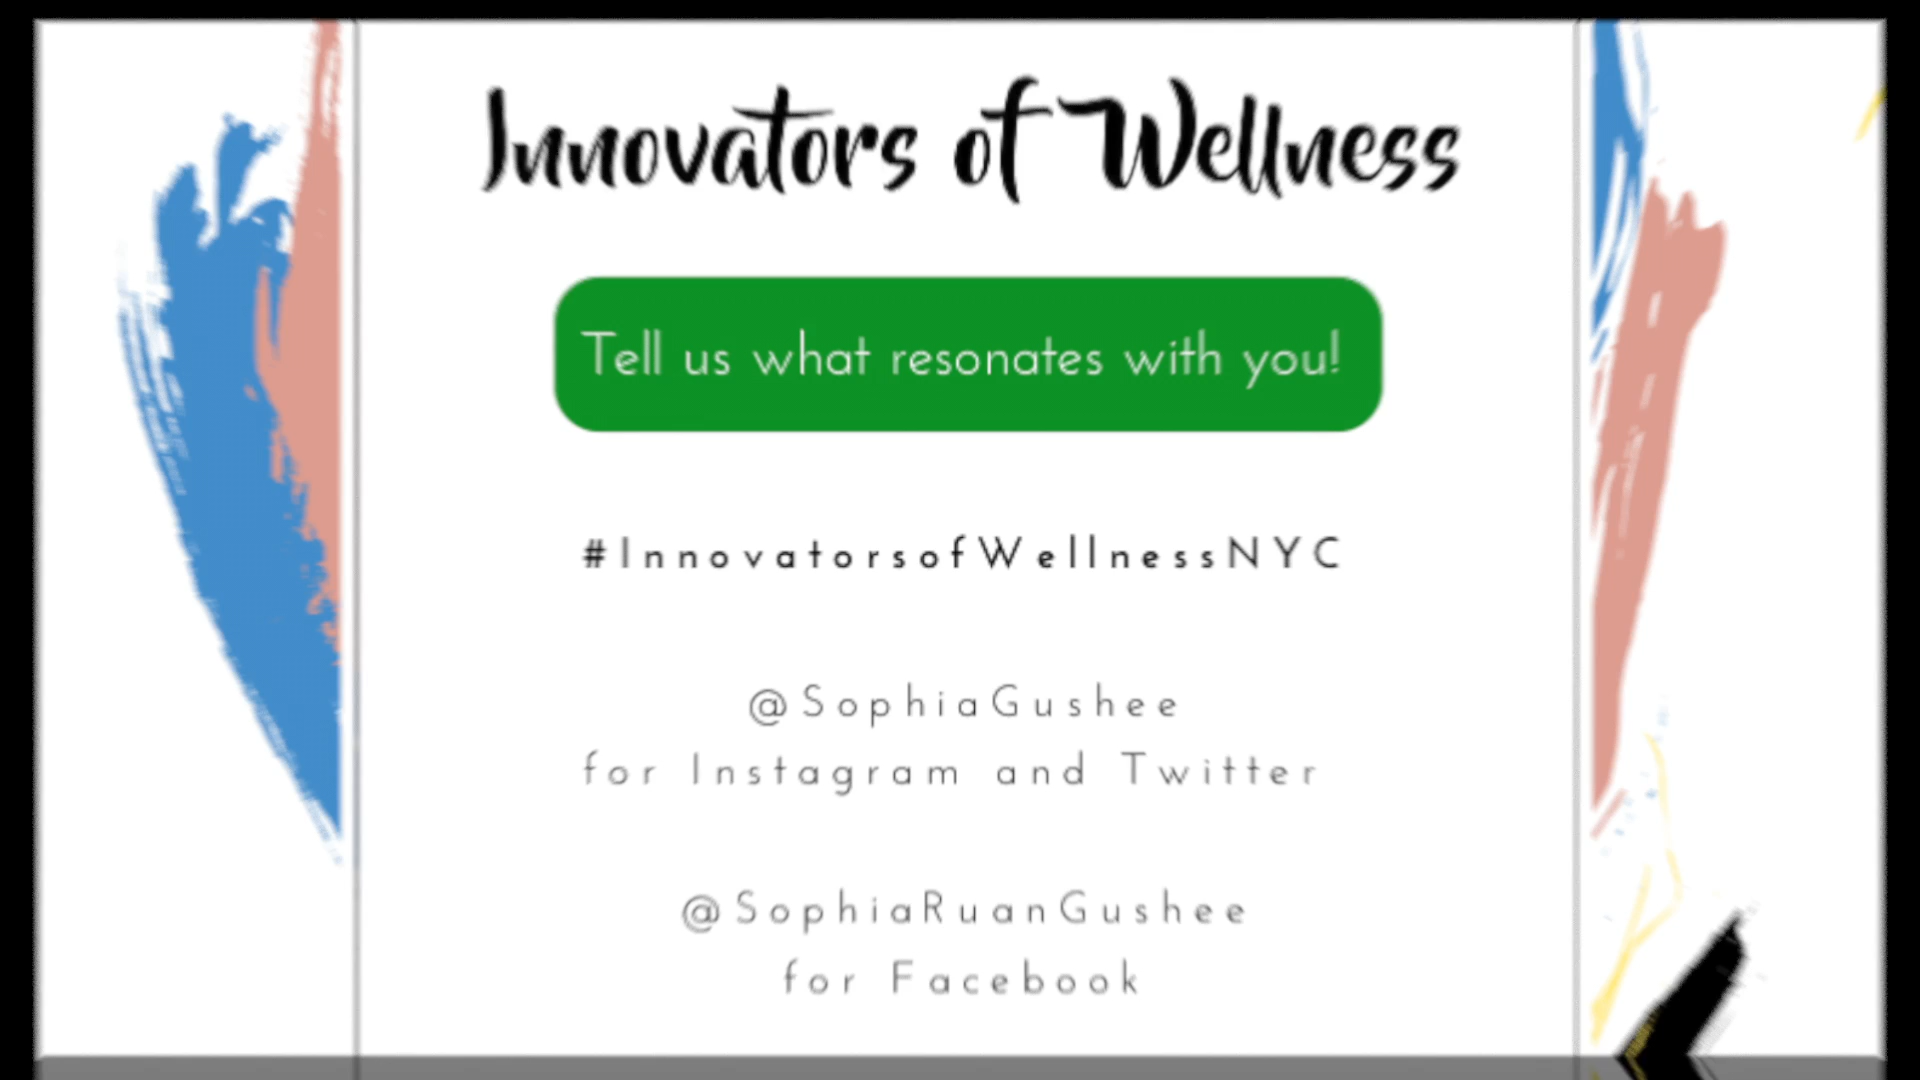 Innovators of Wellness
Tell us what resonates with you!
#InnovatorsofWellnessNYC
@SophiaGushee
for Instagram and Twitter
@SophiaRuanGushee
for Facebook